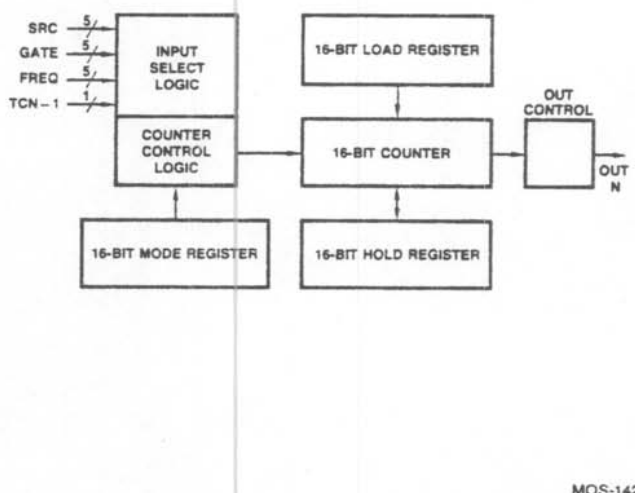 SRC 5
GATE 5
FREQ 5
TCN-1 1
INPUT
SELECT
LOGIC
COUNTER
CONTROL
LOGIC
16-BIT MODE REGISTER
16-BIT LOAD REGISTER
16-BIT COUNTER
16-BIT HOLD REGISTER
OUT
CONTROL
OUT
N